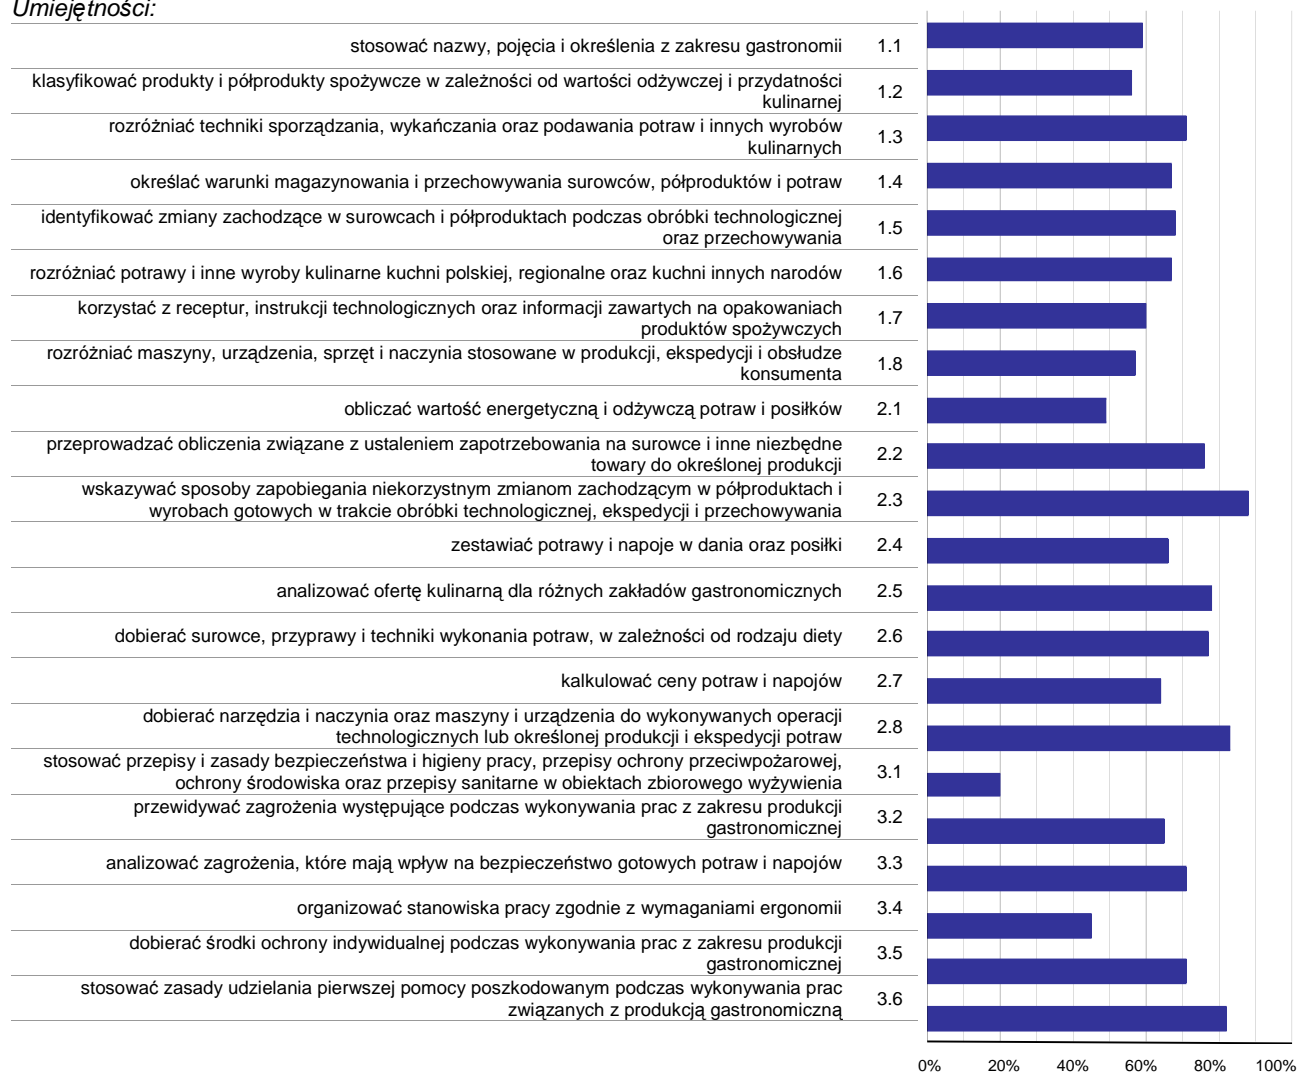 Umiejętności:
stosować nazwy, pojęcia i określenia z zakresu gastronomii 1.1
klasyfikować produkty i półprodukty spożywcze w zależności od wartości odżywczej i przydatności
kulinarnej 1.2
rozróżniać techniki sporządzania, wykańczania oraz podawania potraw i innych wyrobów
kulinarnych 1.3
określać warunki magazynowania i przechowywania surowców, półproduktów i potraw 1.4
identyfikować zmiany zachodzące w surowcach i półproduktach podczas obróbki technologicznej
oraz przechowywania 1.5
rozróżniać potrawy i inne wyroby kulinarne kuchni polskiej, regionalne oraz kuchni innych narodów 1.6
korzystać z receptur, instrukcji technologicznych oraz informacji zawartych na opakowaniach
produktów spożywczych 1.7
rozróżniać maszyny, urządzenia, sprzęt i naczynia stosowane w produkcji, ekspedycji i obsłudze
konsumenta 1.8
obliczać wartość energetyczną i odżywczą potraw i posiłków 2.1
przeprowadzać obliczenia związane z ustaleniem zapotrzebowania na surowce i inne niezbędne
towary do określonej produkcji 2.2
wskazywać sposoby zapobiegania niekorzystnym zmianom zachodzącym w półproduktach i
wyrobach gotowych w trakcie obróbki technologicznej, ekspedycji i przechowywania 2.3
zestawiać potrawy i napoje w dania oraz posiłki 2.4
analizować ofertę kulinarną dla różnych zakładów gastronomicznych 2.5
dobierać surowce, przyprawy i techniki wykonania potraw, w zależności od rodzaju diety 2.6
kalkulować ceny potraw i napojów 2.7
dobierać narzędzia i naczynia oraz maszyny i urządzenia do wykonywanych operacji
technologicznych lub określonej produkcji i ekspedycji potraw 2.8
stosować przepisy i zasady bezpieczeństwa i higieny pracy, przepisy ochrony przeciwpożarowej,
ochrony środowiska oraz przepisy sanitarne w obiektach zbiorowego wyżywienia 3.1
przewidywać zagrożenia występujące podczas wykonywania prac z zakresu produkcji
gastronomicznej 3.2
analizować zagrożenia, które mają wpływ na bezpieczeństwo gotowych potraw i napojów 3.3
organizować stanowiska pracy zgodnie z wymaganiami ergonomii 3.4
dobierać środki ochrony indywidualnej podczas wykonywania prac z zakresu produkcji
gastronomicznej 3.5
stosować zasady udzielania pierwszej pomocy poszkodowanym podczas wykonywania prac
związanych z produkcją gastronomiczną 3.6
0% 20% 40% 60% 80% 100%